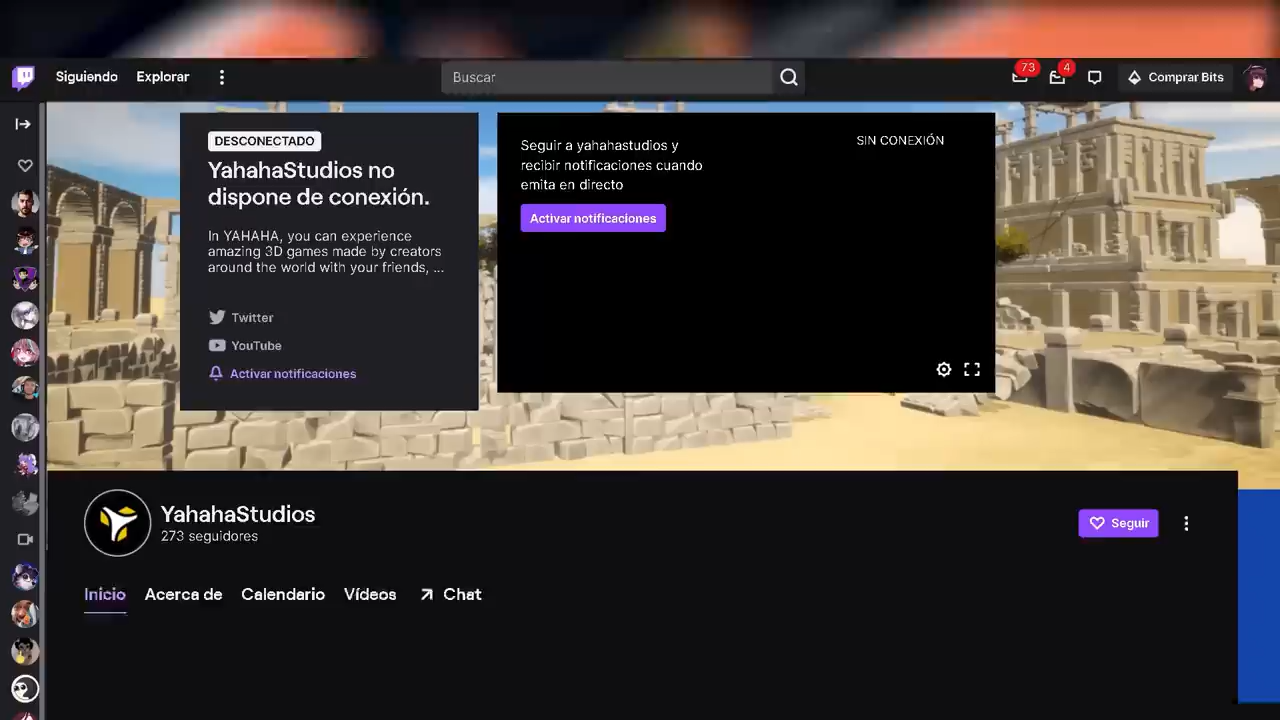 Siguiendo
Explorar
Buscar
73
4
Comprar Bits
DESCONECTADO
YahahaStudios no
dispone de conexión.
In YAHAHA, you can experience
amazing 3D games made by creators
around the world with your friends, ...
Twitter
YouTube
Activar notificaciones
Seguir a yahahastudios y
recibir notificaciones cuando
emita en directo
Activar notificaciones
SIN CONEXIÓN
YahahaStudios
273 seguidores
Seguir
Inicio
Acerca de
Calendario
Vídeos
Chat